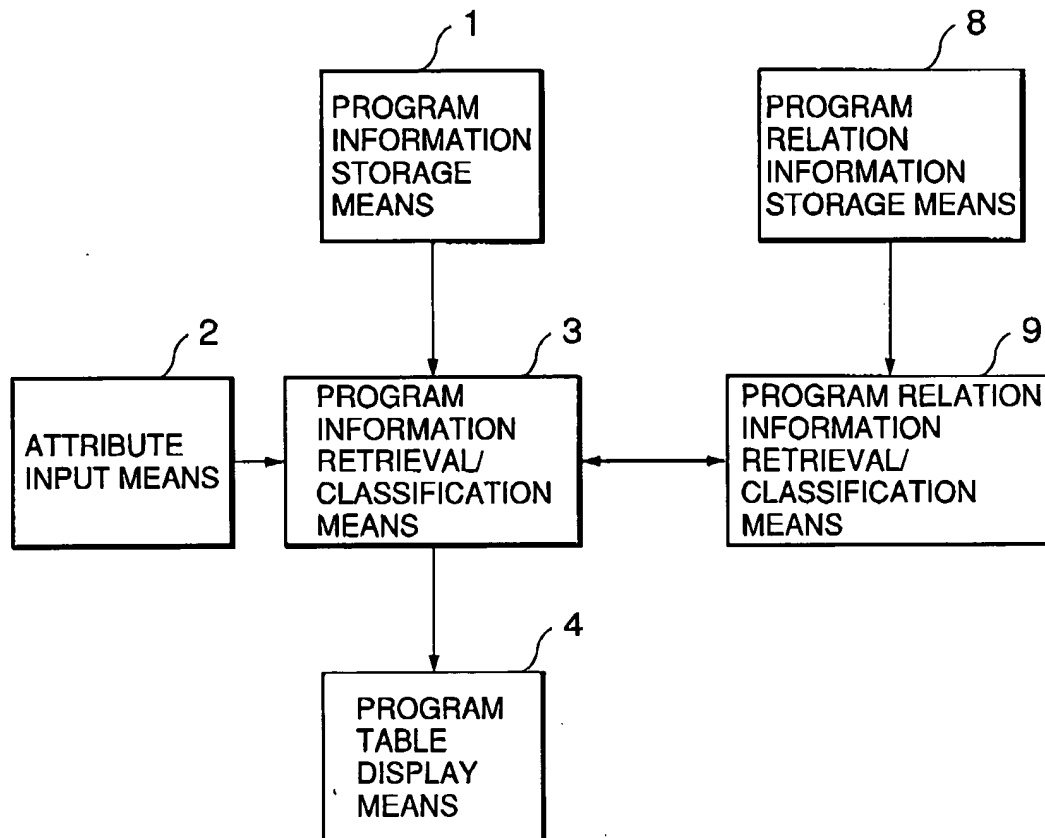 1
PROGRAM
INFORMATION
STORAGE
MEANS
8
PROGRAM
RELATION
INFORMATION
STORAGE MEANS
2
ATTRIBUTE
INPUT MEANS
3
PROGRAM
INFORMATION
RETRIEVAL/
CLASSIFICATION
MEANS
9
PROGRAM RELATION
INFORMATION
RETRIEVAL/
CLASSIFICATION
MEANS
4
PROGRAM
TABLE
DISPLAY
MEANS